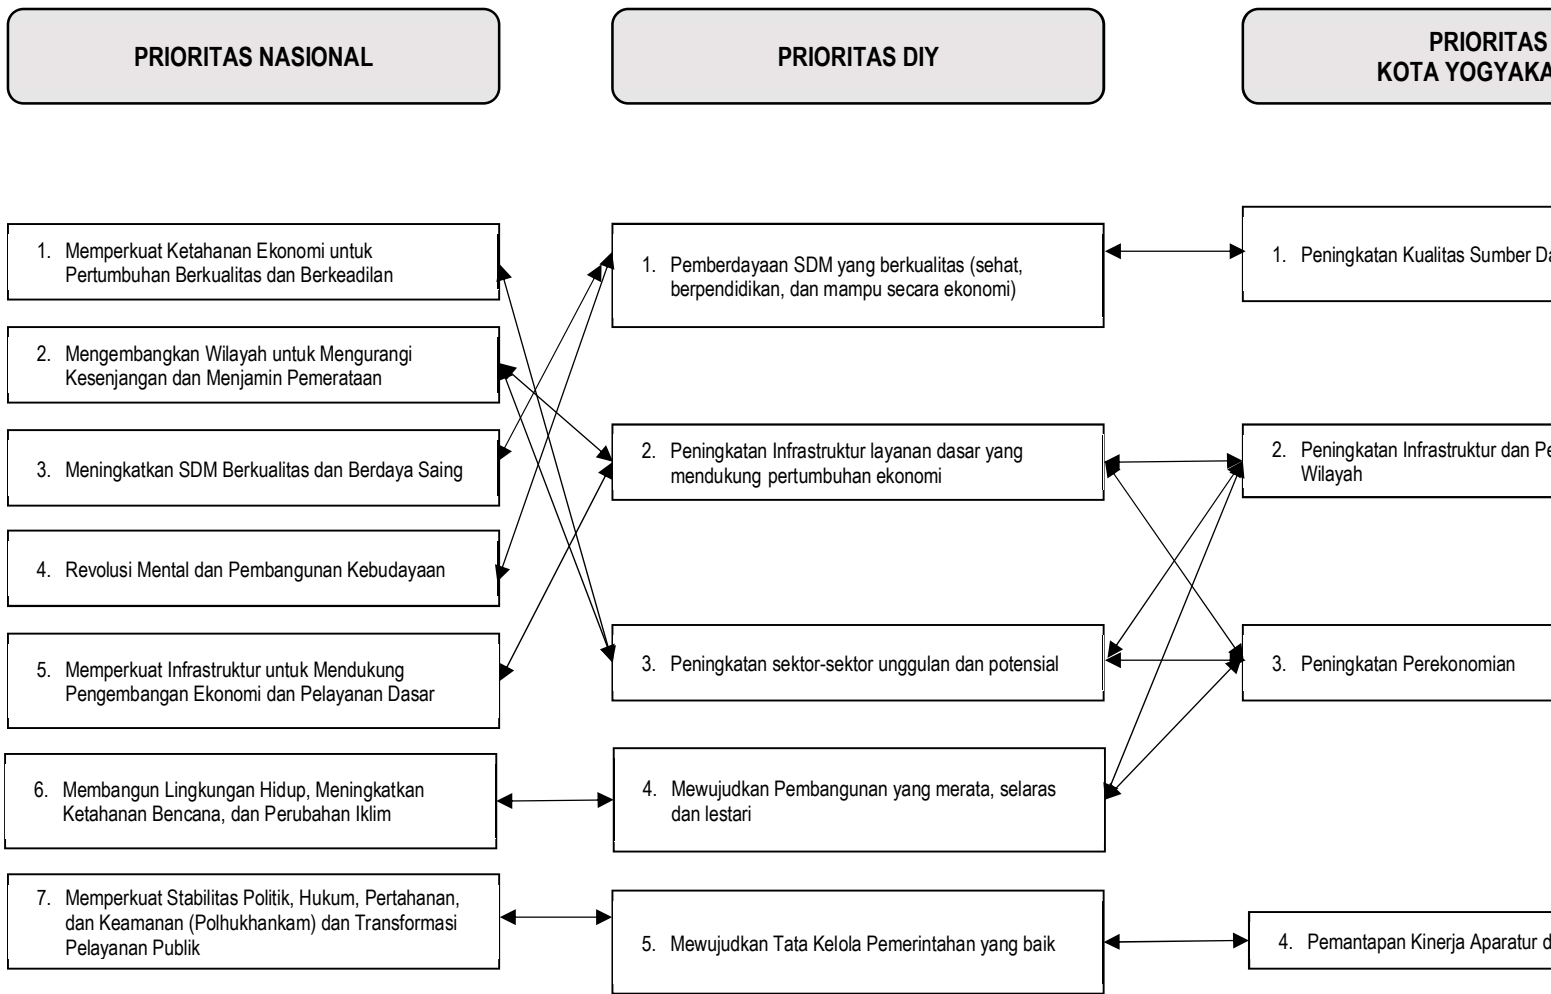 PRIORITAS NASIONAL
PRIORITAS DIY
PRIORITAS
KOTA YOGYAKA
1. Memperkuat Ketahanan Ekonomi untuk
Pertumbuhan Berkualitas dan Berkeadilan
2. Mengembangkan Wilayah untuk Mengurangi
Kesenjangan dan Menjamin Pemerataan
3. Meningkatkan SDM Berkualitas dan Berdaya Saing
4. Revolusi Mental dan Pembangunan Kebudayaan
5. Memperkuat Infrastruktur untuk Mendukung
Pengembangan Ekonomi dan Pelayanan Dasar
6. Membangun Lingkungan Hidup, Meningkatkan
Ketahanan Bencana, dan Perubahan Iklim
7. Memperkuat Stabilitas Politik, Hukum, Pertahanan,
dan Keamanan (Polhukhankam) dan Transformasi
Pelayanan Publik
1. Pemberdayaan SDM yang berkualitas (sehat,
berpendidikan, dan mampu secara ekonomi)
2. Peningkatan Infrastruktur layanan dasar yang
mendukung pertumbuhan ekonomi
3. Peningkatan sektor-sektor unggulan dan potensial
4. Mewujudkan Pembangunan yang merata, selaras
dan lestari
5. Mewujudkan Tata Kelola Pemerintahan yang baik
1. Peningkatan Kualitas Sumber Da
2. Peningkatan Infrastruktur dan Pe
Wilayah
3. Peningkatan Perekonomian
4. Pemantapan Kinerja Aparatur d